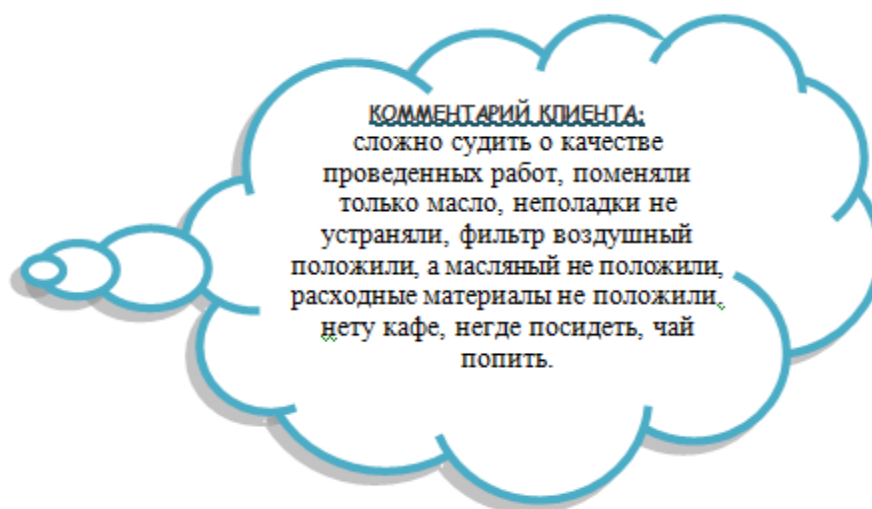 КОММЕНТАРИЙ КЛИЕНТА:
сложно судить о качестве
проведенных работ, поменяли
только масло, неполадки не
устраняли, фильтр воздушный
положили, а масляный не положили,
расходные материалы не положили,
нету кафе, негде посидеть, чай
попить.